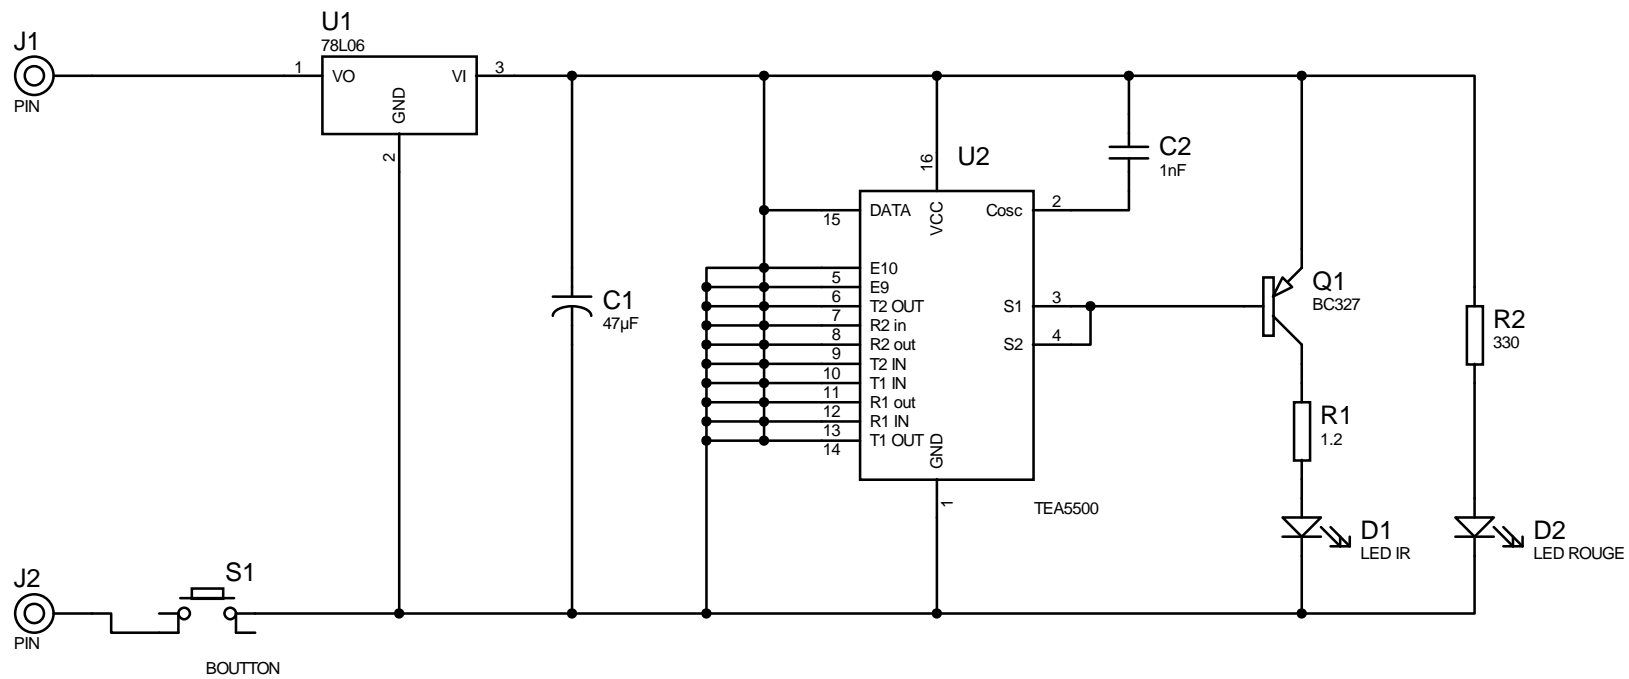 J1
PIN
U1
78L06
1
VO
VI
3
GND
2
C1
47µF
U2
16
VCC
15
DATA
Cosc
2
C2
1nF
E10
5
E9
6
T2 OUT
7
R2 in
8
R2 out
9
T2 IN
10
T1 IN
11
R1 out
12
R1 IN
13
T1 OUT
14
S1
3
S2
4
GND
1
TEA5500
Q1
BC327
R1
1.2
R2
330
D1
LED IR
D2
LED ROUGE
J2
PIN
S1
BOUTTON